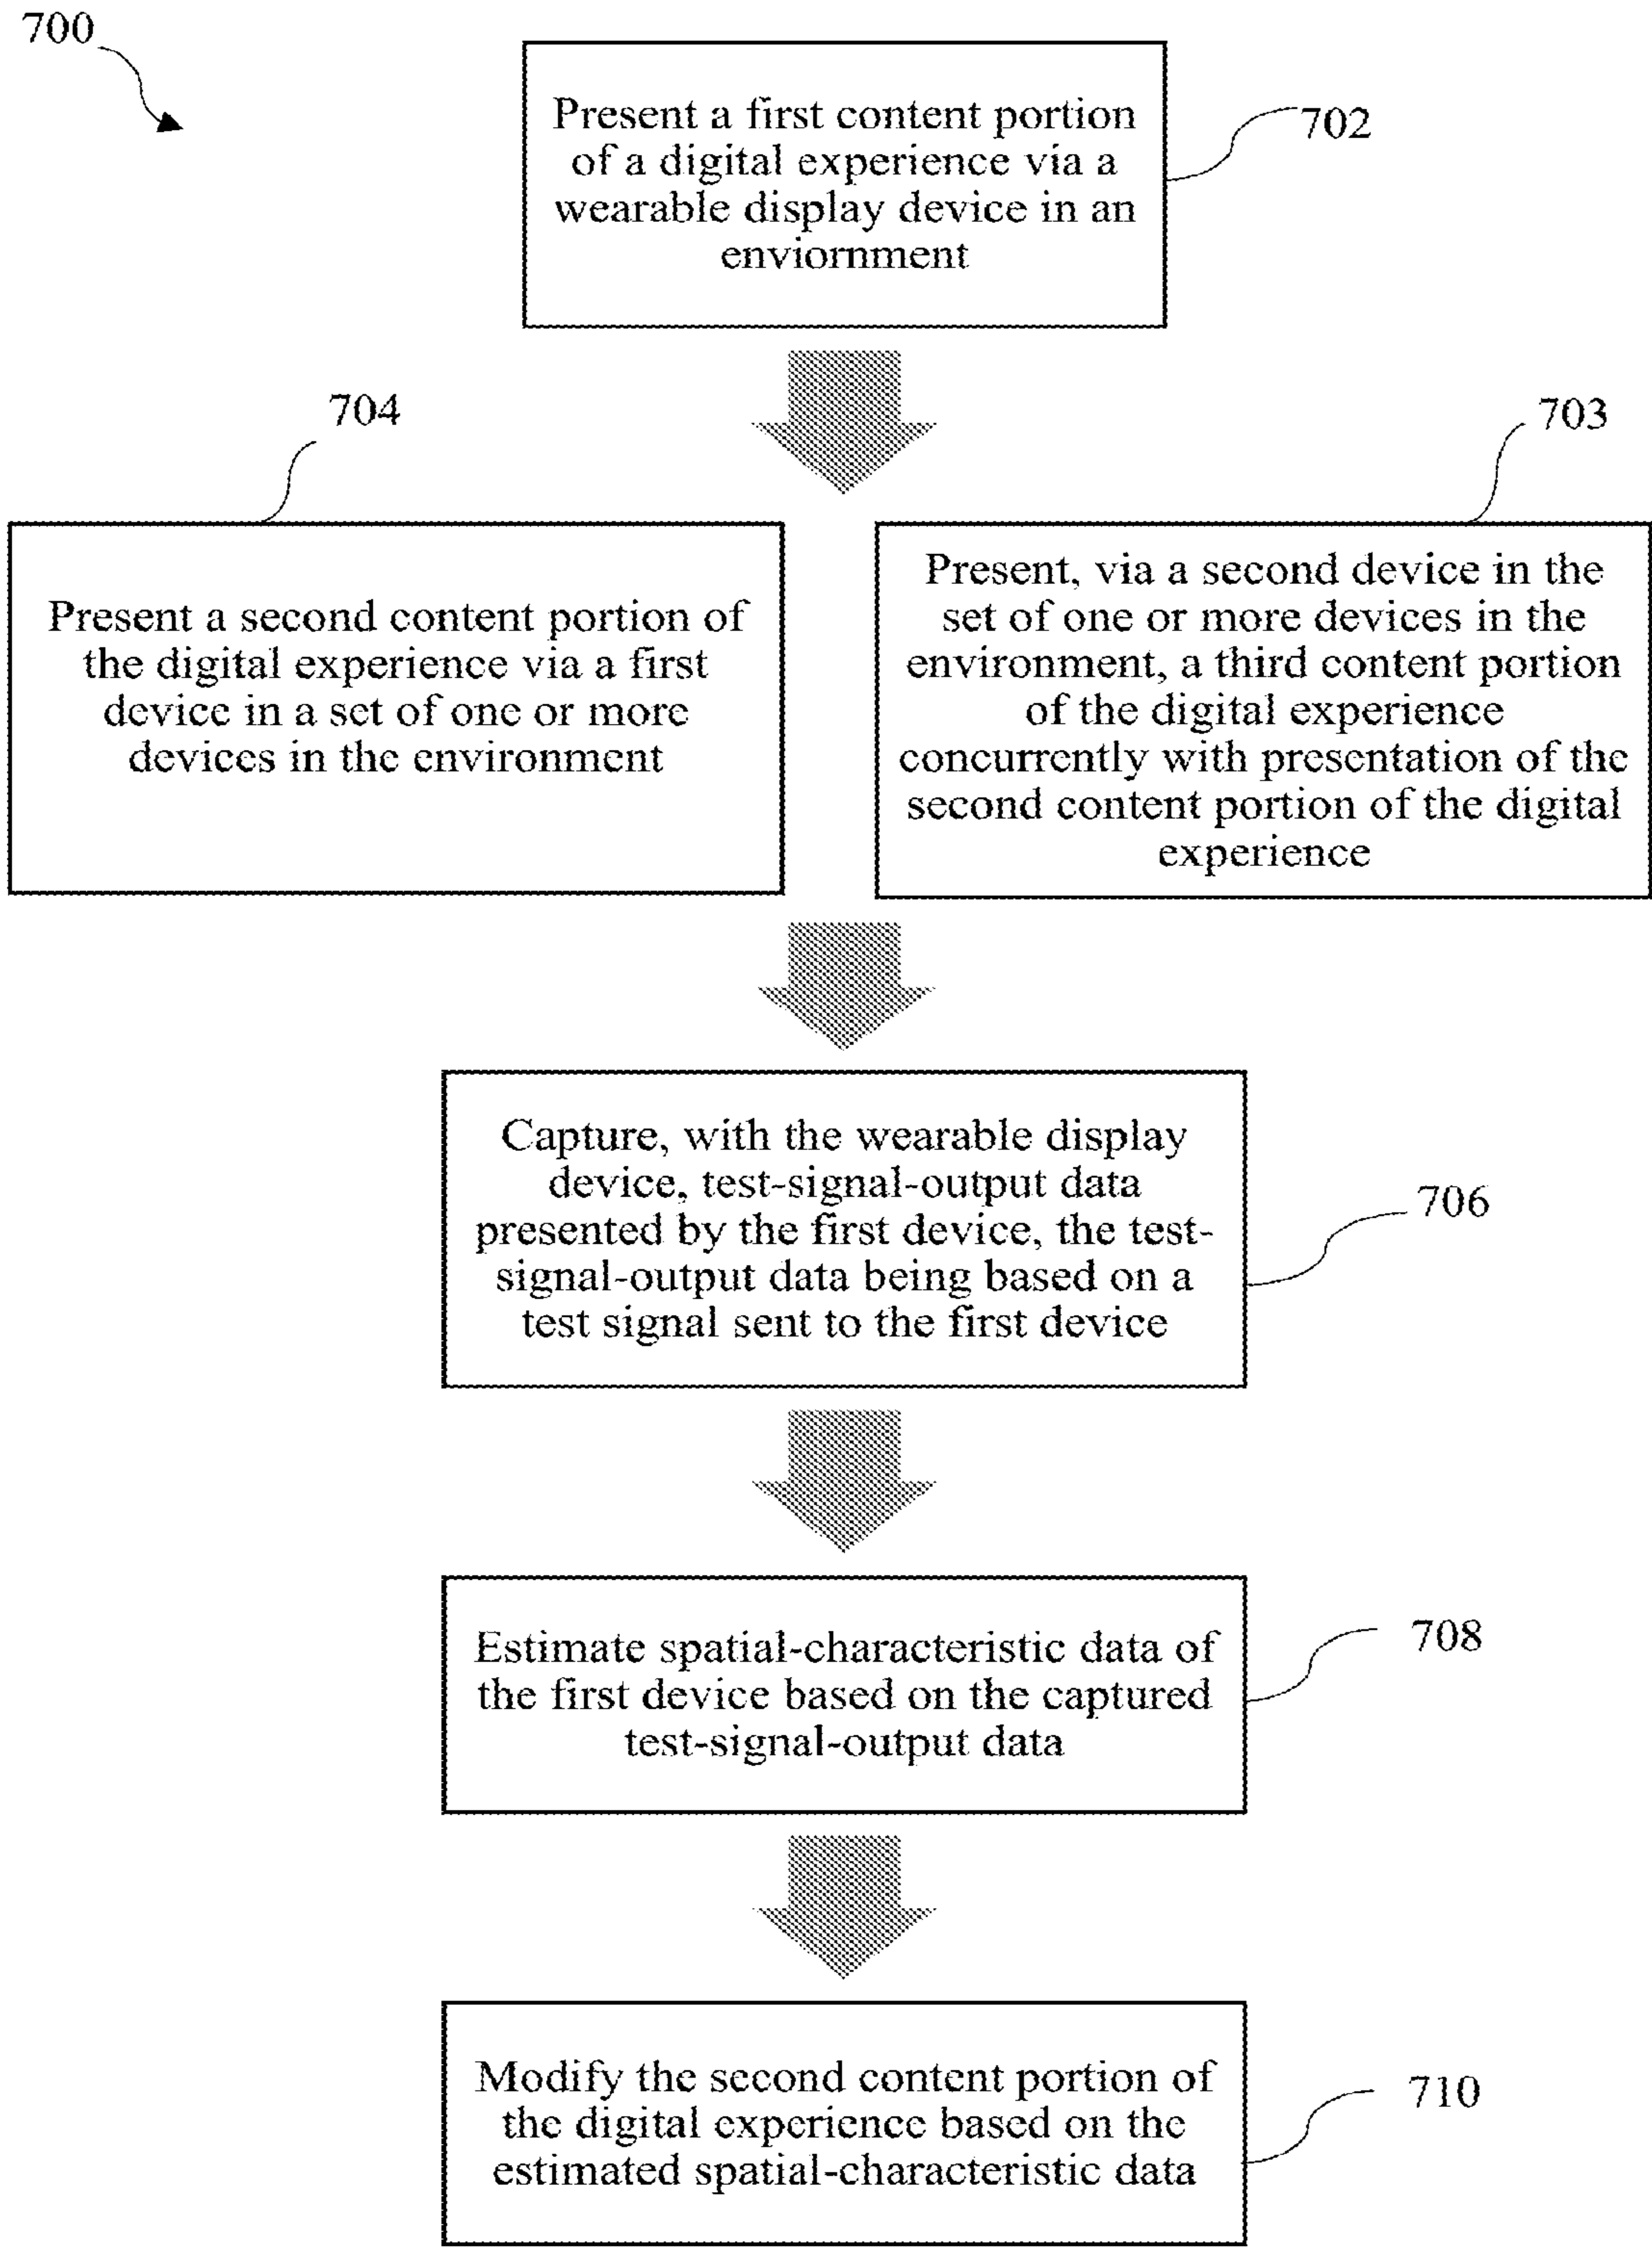 700
Present a first content portion
of a digital experience via a
wearable display device in an
enviornment
702
704
703
Present a second content portion of
the digital experience via a first
device in a set of one or more
devices in the environment
Present, via a second device in the
set of one or more devices in the
environment, a third content portion
of the digital experience
concurrently with presentation of the
second content portion of the digital
experience
Capture, with the wearable display
device, test-signal-output data
presented by the first device, the test-
signal-output data being based on a
test signal sent to the first device
706
Estimate spatial-characteristic data of
the first device based on the captured
test-signal-output data
708
Modify the second content portion of
the digital experience based on the
estimated spatial-characteristic data
710